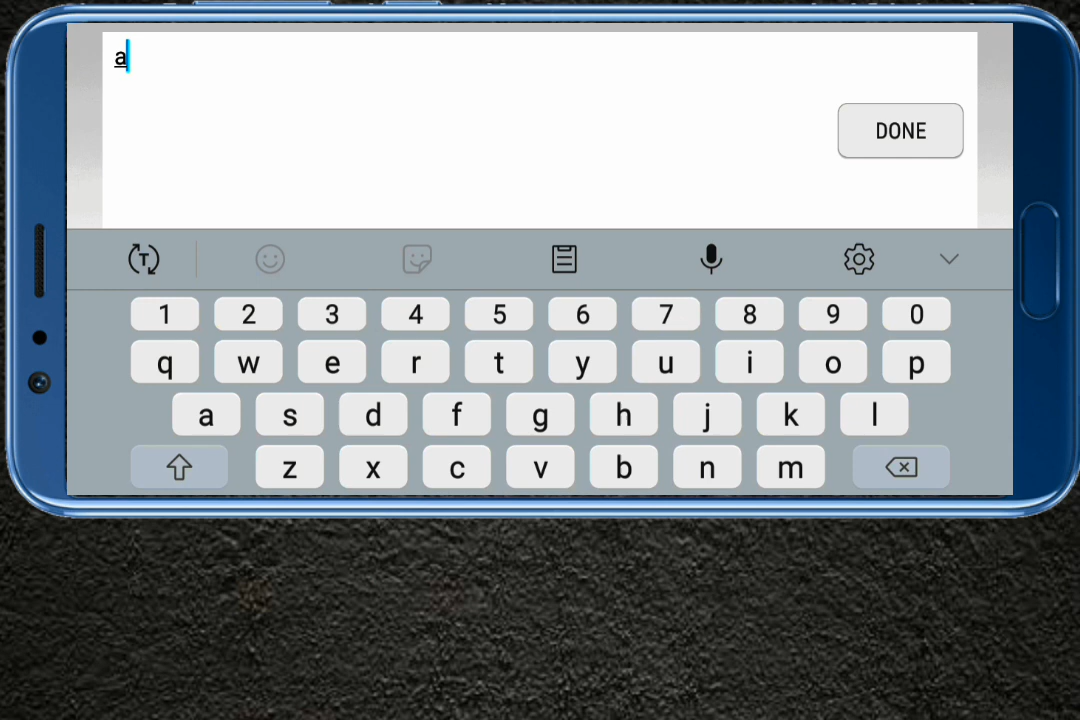 a
DONE
T
1 2 3 4 5 6 7 8 9 0
q w e r t y u i o p
a s d f g h j k l
z x c v b n m